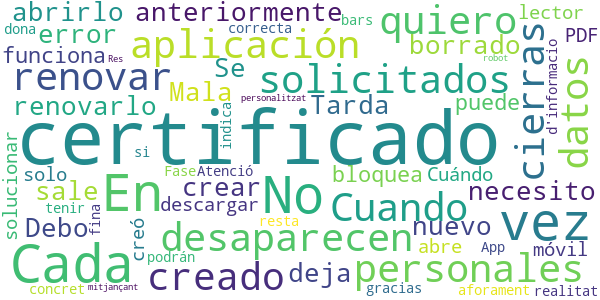 abrirlo anteriormente bars quiero lector
dona error aplicación correcta borrado cierras PDF
funciona Res Se robot
renovar personalitzat solicitados datos d'informacio
renovarlo Mala Tarda puede
certificado
solucionar indica
si Fase Atenció bloquea Cuándo
solo En No Cuando vez
sale crear necesito
tenir fina descargar
Debo creó resta desaparecen nuevo abre App móvil
Cada podrán personales
creado deja
concret mitjançant gracias aforament realitat